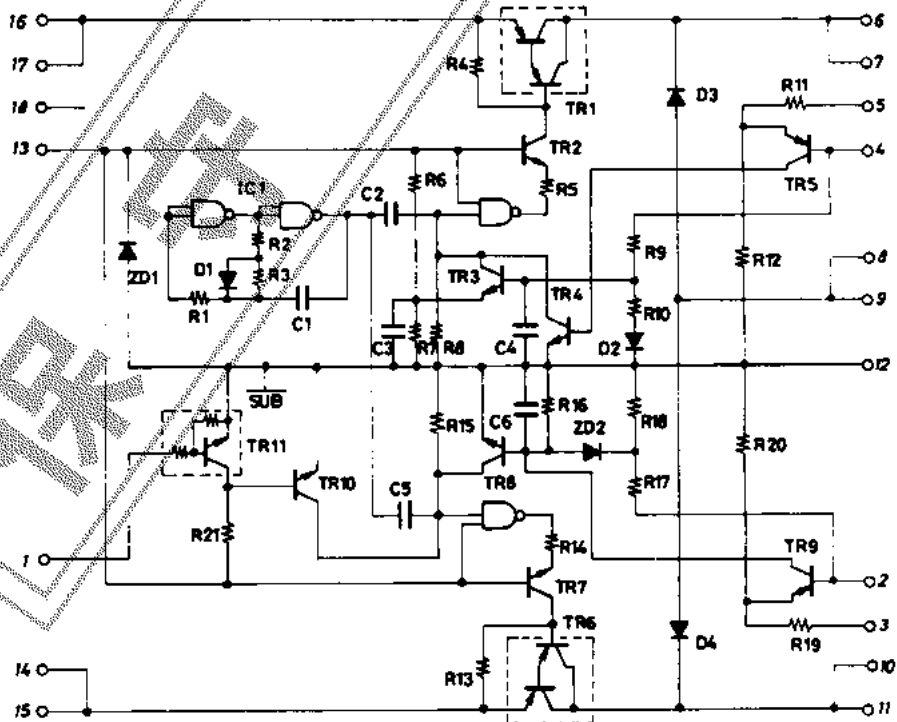 16
6
17
R4
7
TR1
D3
R11
18
5
13
TR2
4
R6
TR5
IC1
C2
R5
R2
R9
D1
R3
TR3
TR4
R12
8
ZD1
R10
9
R1
C1
C3
R7
R8
C4
D2
12
SUB
R16
C6
ZD2
R18
R15
TR11
R20
TR10
TR8
R17
C5
R21
R14
TR9
1
TR7
2
TR6
3
D4
R19
14
R13
10
15
11